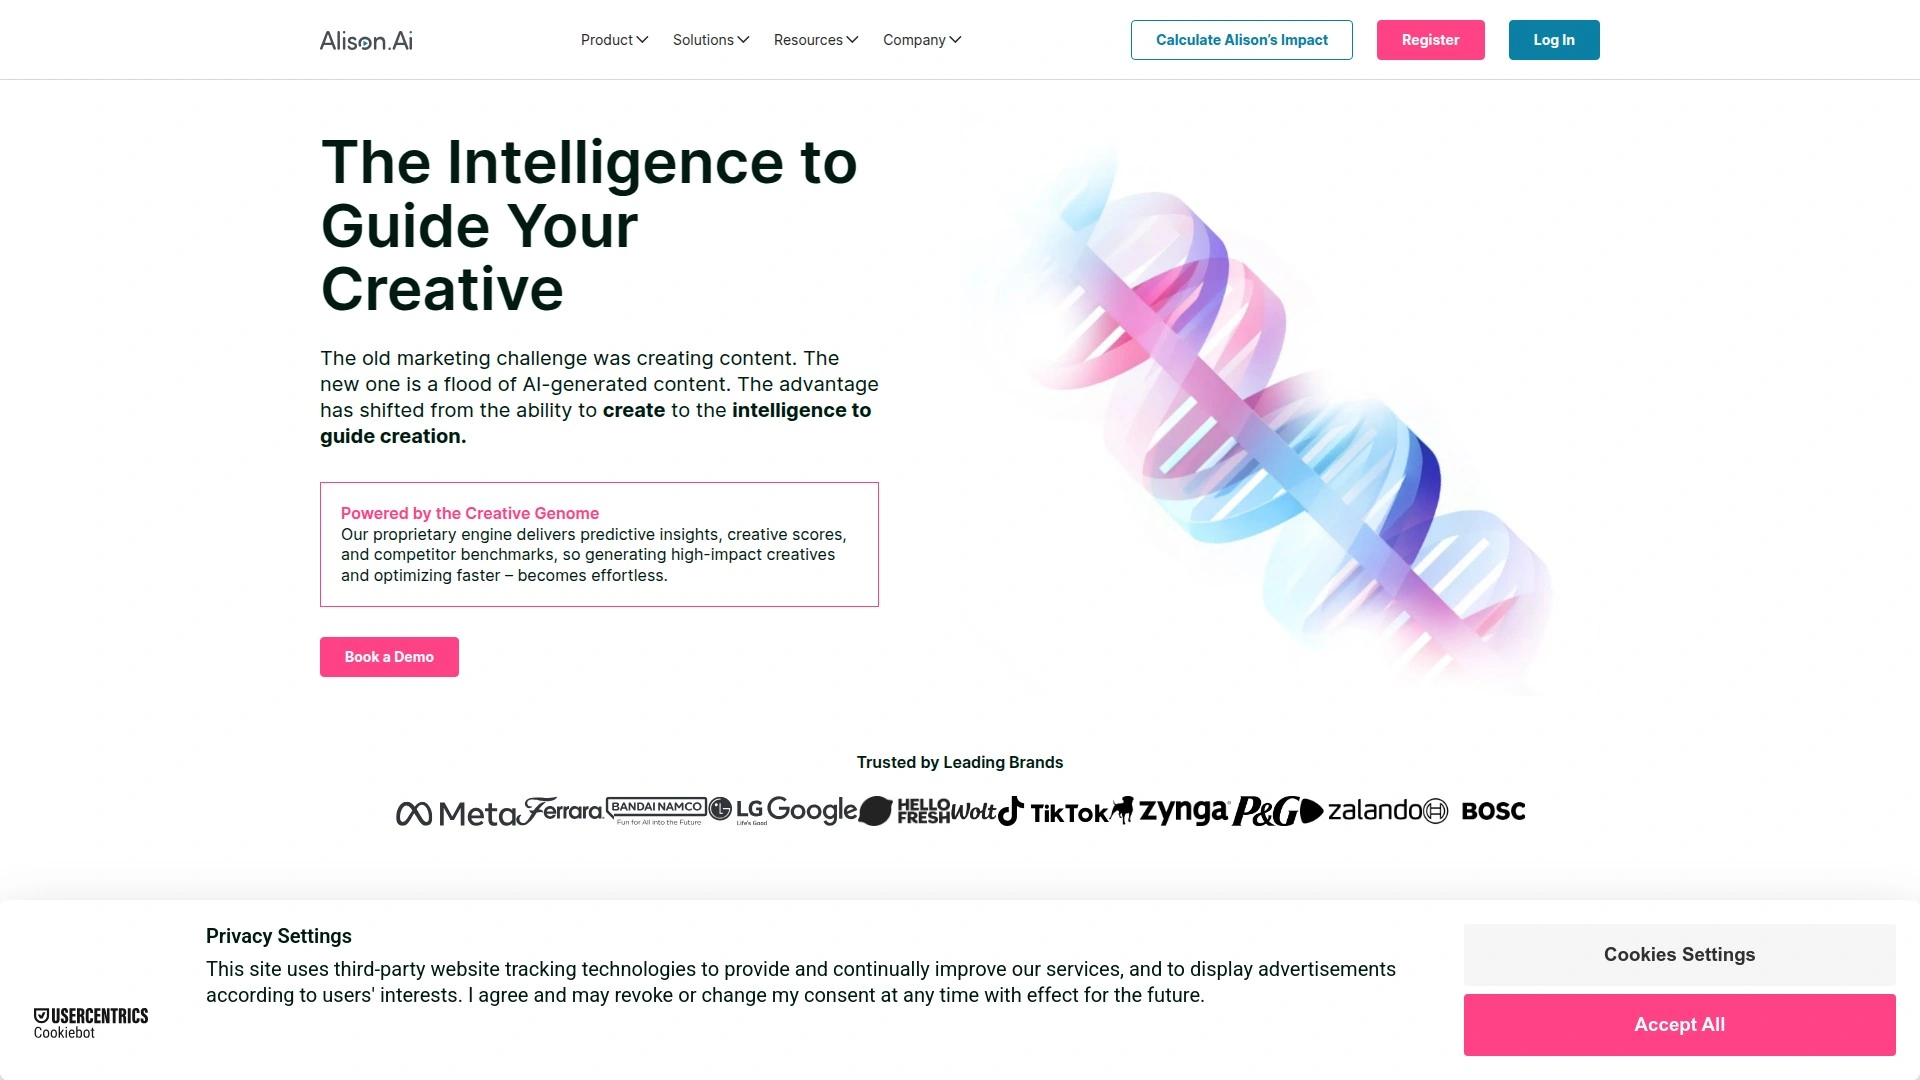 Alison.Ai
Product
Solutions
Resources
Company
Calculate Alison's Impact
Register
Log In
The Intelligence to
Guide Your
Creative
The old marketing challenge was creating content. The
new one is a flood of AI-generated content. The advantage
has shifted from the ability to create to the intelligence to
guide creation.
Powered by the Creative Genome
Our proprietary engine delivers predictive insights, creative scores,
and competitor benchmarks, so generating high-impact creatives
and optimizing faster – becomes effortless.
Book a Demo
Trusted by Leading Brands
Meta
Ferrara
BANDAI NAMCO
Fun for All into the Future
LG
Life's Good
Google
HELLO
FRESH
Wolt
TikTok
zynga
P&G
zalando
BOSC
Privacy Settings
This site uses third-party website tracking technologies to provide and continually improve our services, and to display advertisements
according to users' interests. I agree and may revoke or change my consent at any time with effect for the future.
USERCENTRICS
Cookiebot
Cookies Settings
Accept All